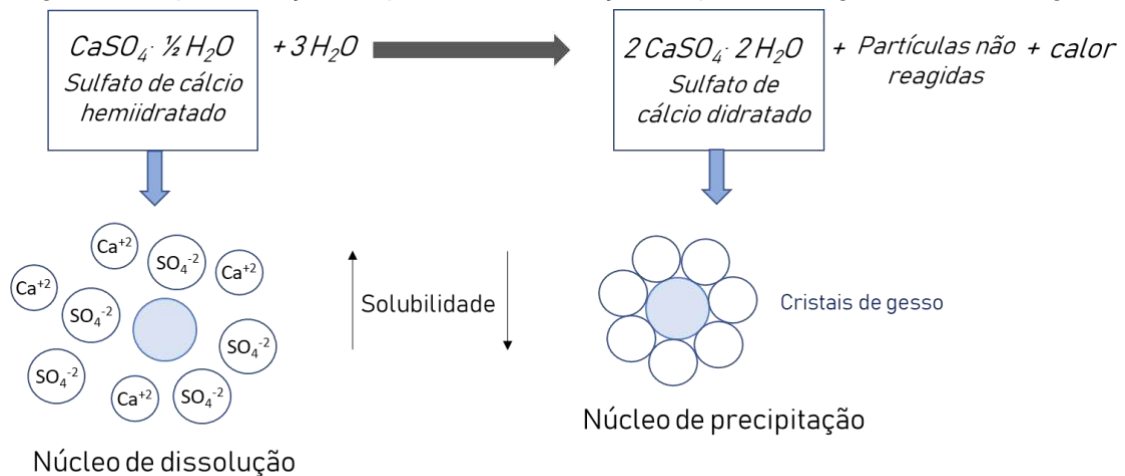 CaSO₄· ½ H₂O + 3 H₂O
Sulfato de cálcio
hemiidratado
2 CaSO₄· 2 H₂O + Partículas não + calor
reagidas
Sulfato de
cálcio didratado
Ca⁺²
SO₄⁻²
Ca⁺²
Ca⁺²
SO₄⁻²
SO₄⁻²
SO₄⁻²
Ca⁺²
SO₄⁻²
Solubilidade
Cristais de gesso
Núcleo de dissolução
Núcleo de precipitação